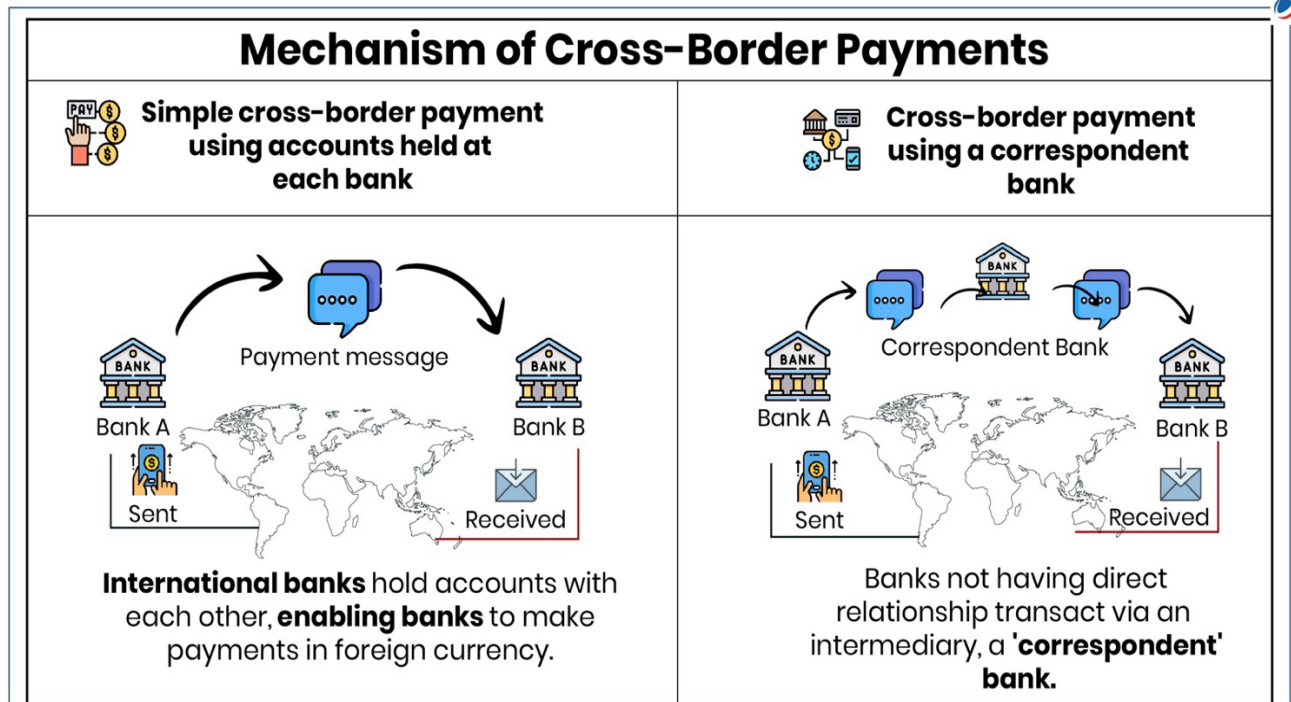 Mechanism of Cross-Border Payments
PAY
Simple cross-border payment
using accounts held at
each bank
Cross-border payment
using a correspondent
bank
Payment message
BANK
Bank A
BANK
Bank B
Sent
Received
International banks hold accounts with
each other, enabling banks to make
payments in foreign currency.
BANK
Correspondent Bank
BANK
Bank A
BANK
Bank B
Sent
Received
Banks not having direct
relationship transact via an
intermediary, a 'correspondent'
bank.